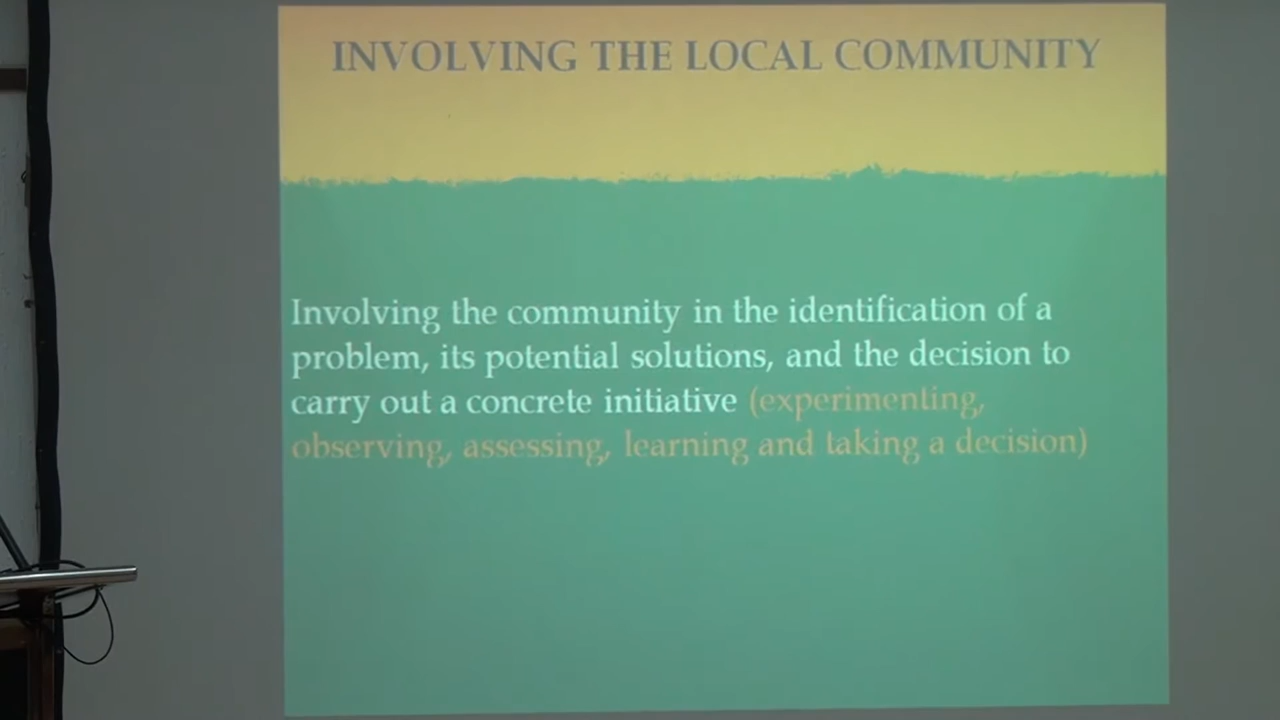 INVOLVING THE LOCAL COMMUNITY
Involving the community in the identification of a
problem, its potential solutions, and the decision to
carry out a concrete initiative (experimenting,
observing, assessing, learning and taking a decision)